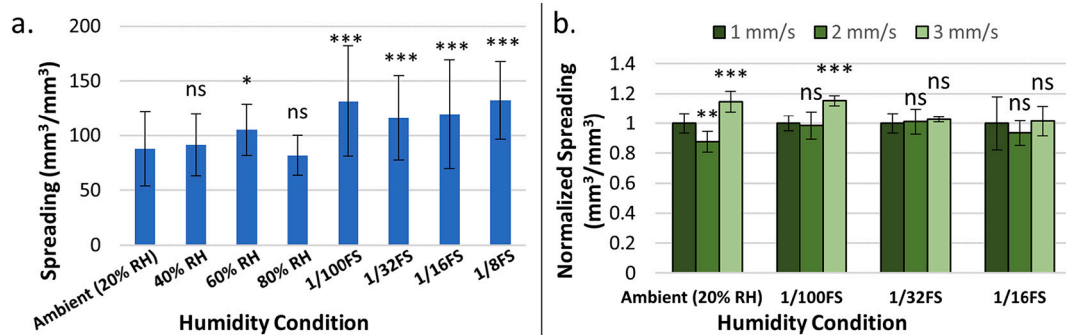 a.
Spreading (mm³/mm³)
200
150
100
50
0
ns
*
ns
***
***
***
***
Ambient (20% RH)
40% RH
60% RH
80% RH
1/100FS
1/32FS
1/16FS
1/8FS
Humidity Condition
b.
1 mm/s 2 mm/s 3 mm/s
Normalized Spreading
(mm³/mm³)
1.4
1.2
1
0.8
0.6
0.4
0.2
0
**
***
ns
***
ns
ns
ns
ns
Ambient (20% RH) 1/100FS 1/32FS 1/16FS
Humidity Condition